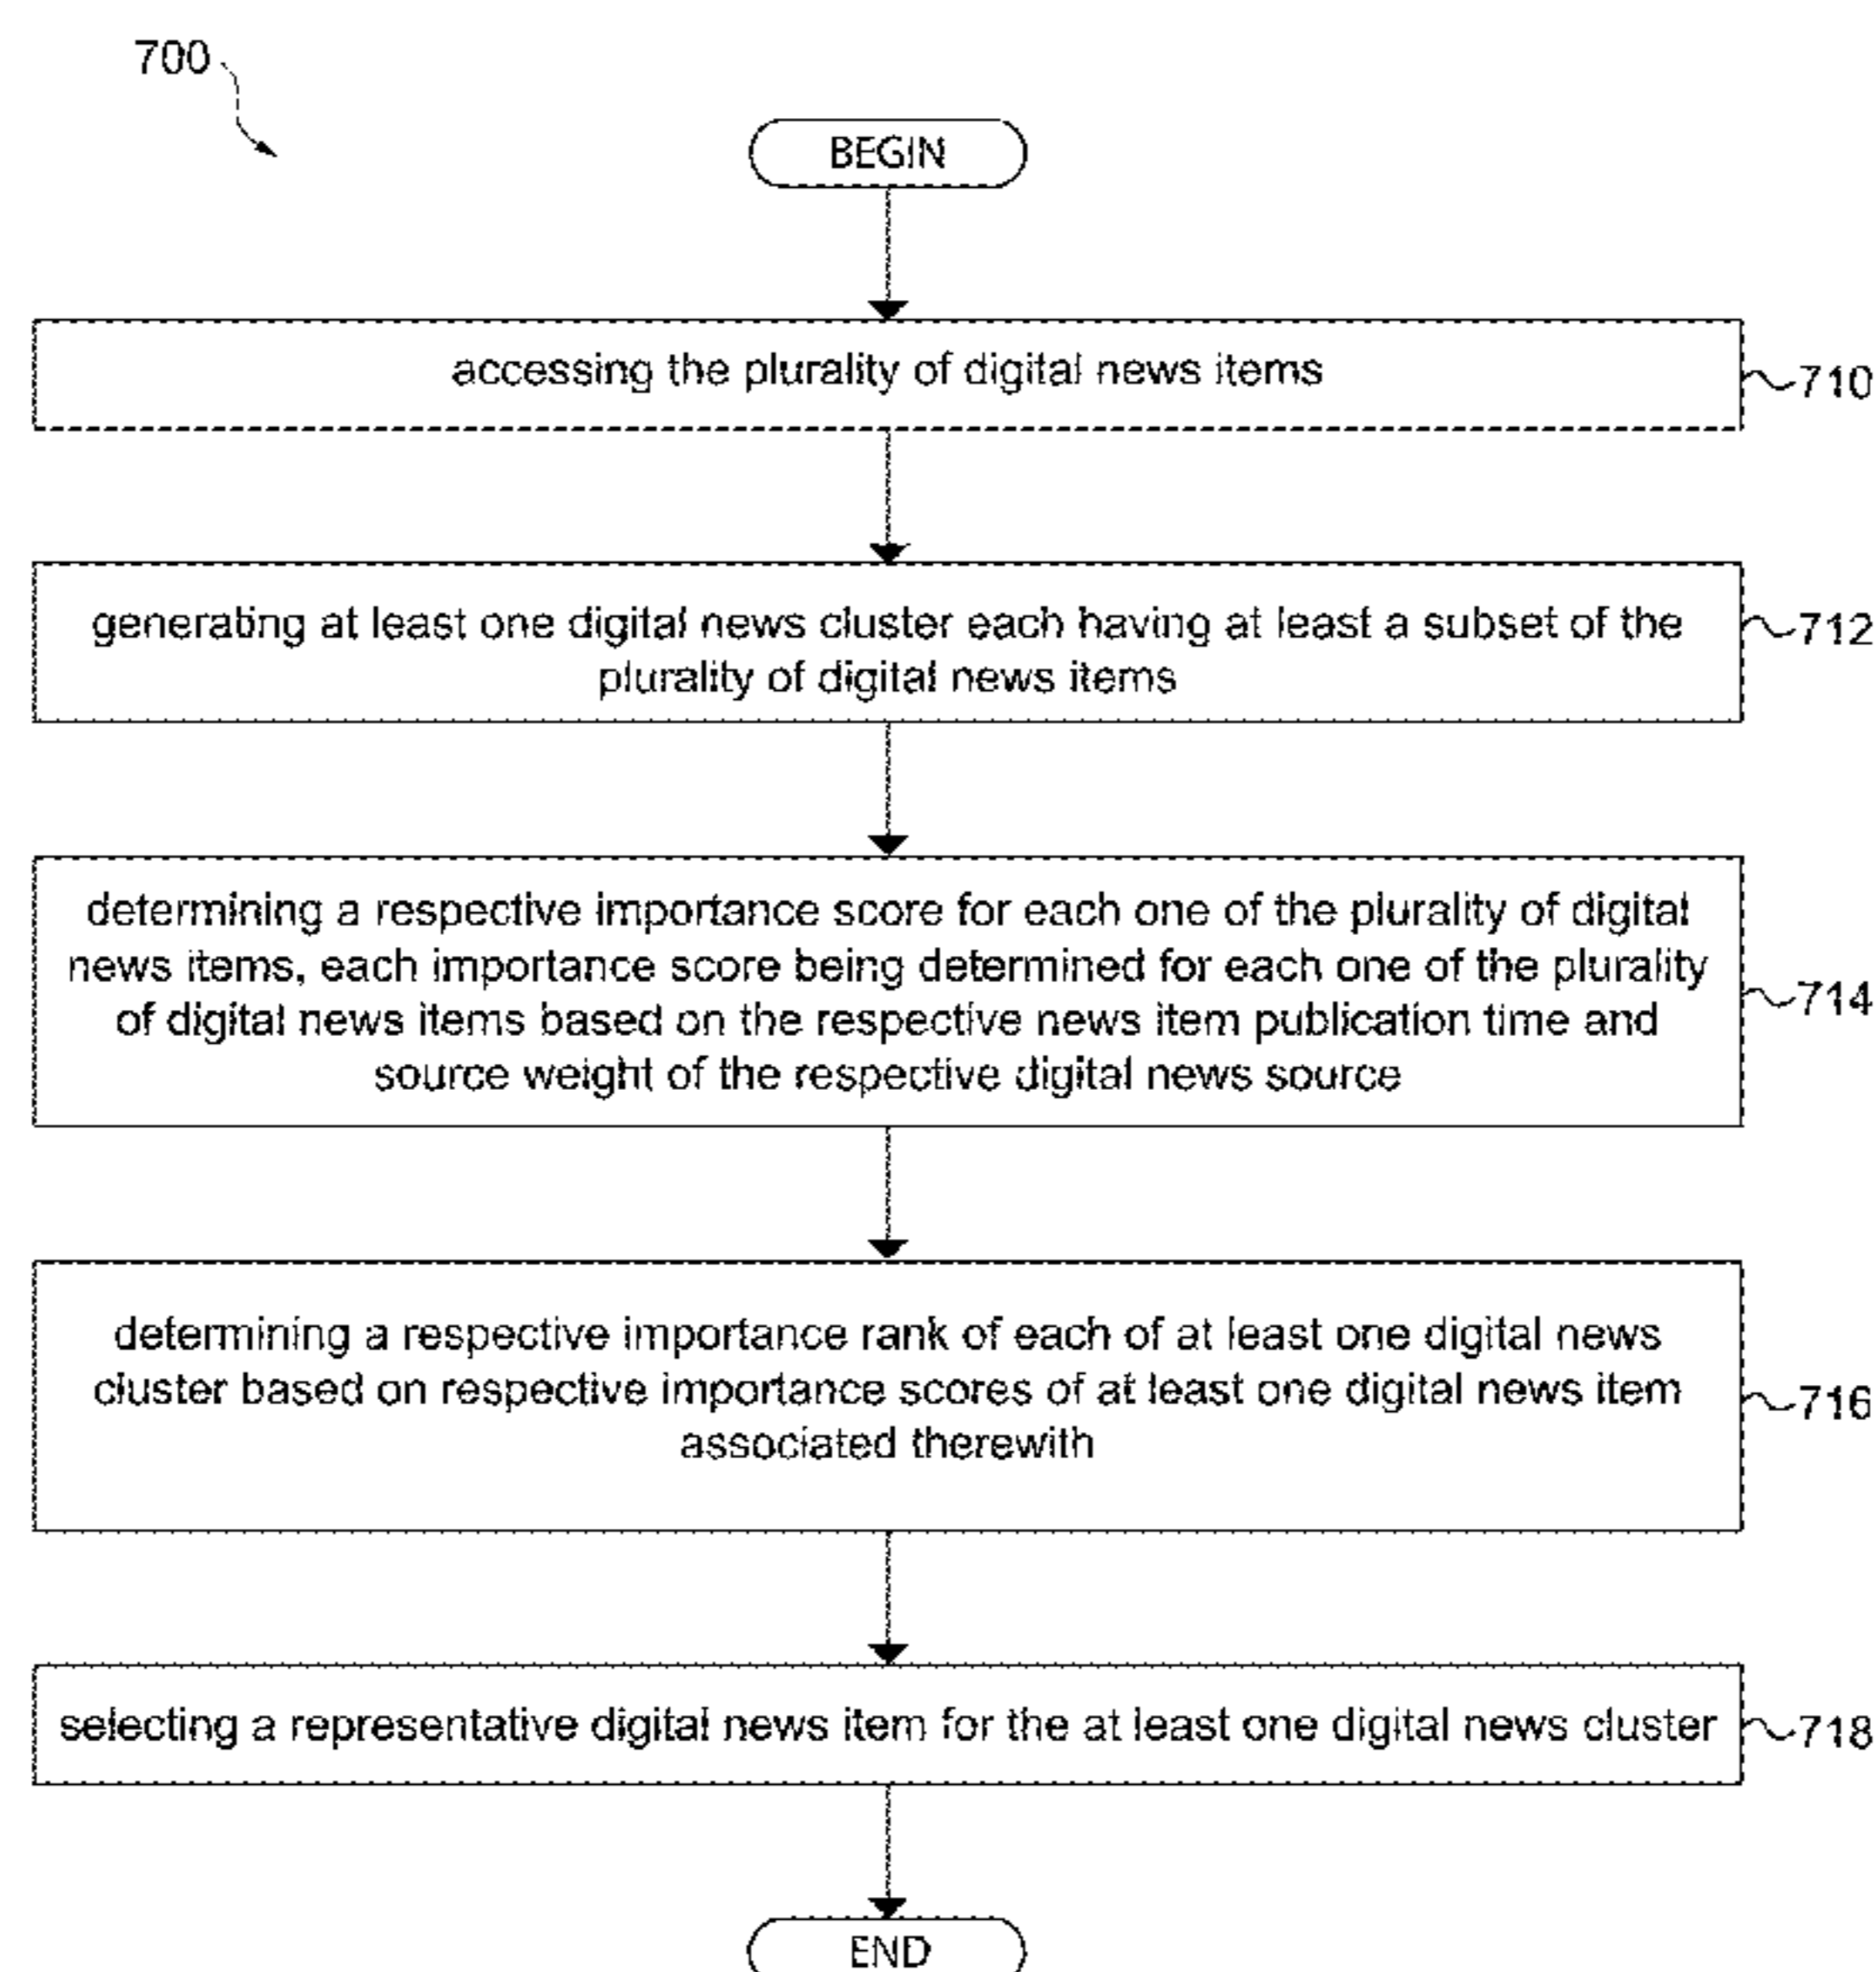 700
BEGIN
accessing the plurality of digital news items
710
generating at least one digital news cluster each having at least a subset of the
plurality of digital news items
712
determining a respective importance score for each one of the plurality of digital
news items, each importance score being determined for each one of the plurality
of digital news items based on the respective news item publication time and
source weight of the respective digital news source
714
determining a respective importance rank of each of at least one digital news
cluster based on respective importance scores of at least one digital news item
associated therewith
716
selecting a representative digital news item for the at least one digital news cluster
718
END